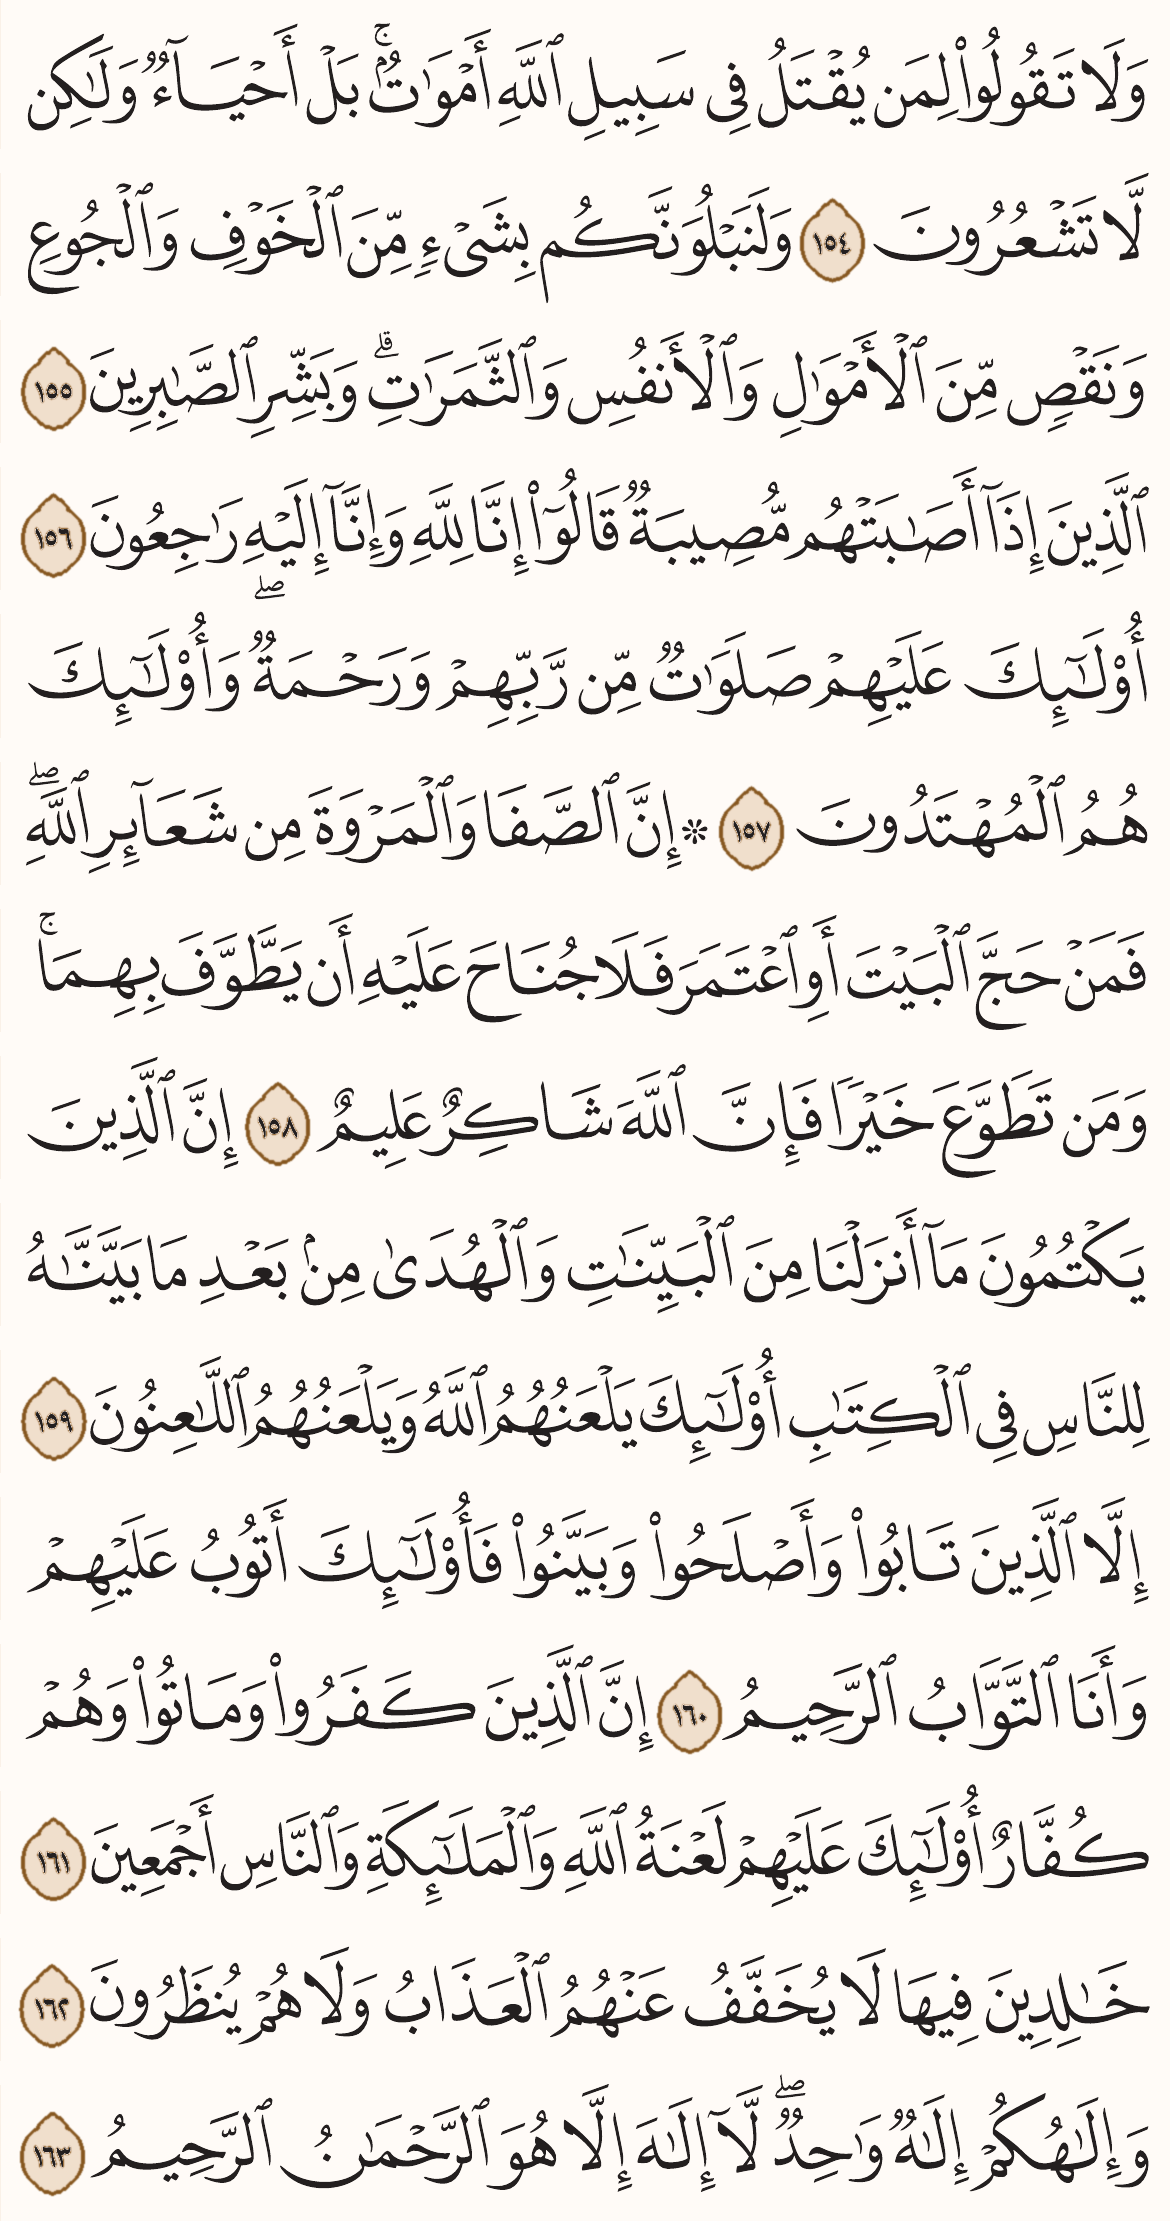 وَلَا تَقُولُوا۟ لِمَن يُقْتَلُ فِى سَبِيلِ ٱللَّهِ أَمْوَٰتٌۢ ۚ بَلْ أَحْيَآءٌ وَلَـٰكِن
لَّا تَشْعُرُونَ ١٥٤ وَلَنَبْلُوَنَّكُم بِشَىْءٍ مِّنَ ٱلْخَوْفِ وَٱلْجُوعِ
وَنَقْصٍ مِّنَ ٱلْأَمْوَٰلِ وَٱلْأَنفُسِ وَٱلثَّمَرَٰتِ ۗ وَبَشِّرِ ٱلصَّـٰبِرِينَ ١٥٥
ٱلَّذِينَ إِذَآ أَصَـٰبَتْهُم مُّصِيبَةٌ قَالُوٓا۟ إِنَّا لِلَّهِ وَإِنَّآ إِلَيْهِ رَٰجِعُونَ ١٥٦
أُو۟لَـٰٓئِكَ عَلَيْهِمْ صَلَوَٰتٌ مِّن رَّبِّهِمْ وَرَحْمَةٌ ۖ وَأُو۟لَـٰٓئِكَ
هُمُ ٱلْمُهْتَدُونَ ١٥٧ ۞ إِنَّ ٱلصَّفَا وَٱلْمَرْوَةَ مِن شَعَآئِرِ ٱللَّهِ ۖ
فَمَنْ حَجَّ ٱلْبَيْتَ أَوِ ٱعْتَمَرَ فَلَا جُنَاحَ عَلَيْهِ أَن يَطَّوَّفَ بِهِمَا ۚ
وَمَن تَطَوَّعَ خَيْرًا فَإِنَّ ٱللَّهَ شَاكِرٌ عَلِيمٌ ١٥٨ إِنَّ ٱلَّذِينَ
يَكْتُمُونَ مَآ أَنزَلْنَا مِنَ ٱلْبَيِّنَـٰتِ وَٱلْهُدَىٰ مِنۢ بَعْدِ مَا بَيَّنَّـٰهُ
لِلنَّاسِ فِى ٱلْكِتَـٰبِ أُو۟لَـٰٓئِكَ يَلْعَنُهُمُ ٱللَّهُ وَيَلْعَنُهُمُ ٱللَّـٰعِنُونَ ١٥٩
إِلَّا ٱلَّذِينَ تَابُوا۟ وَأَصْلَحُوا۟ وَبَيَّنُوا۟ فَأُو۟لَـٰٓئِكَ أَتُوبُ عَلَيْهِمْ
وَأَنَا ٱلتَّوَّابُ ٱلرَّحِيمُ ١٦٠ إِنَّ ٱلَّذِينَ كَفَرُوا۟ وَمَاتُوا۟ وَهُمْ
كُفَّارٌ أُو۟لَـٰٓئِكَ عَلَيْهِمْ لَعْنَةُ ٱللَّهِ وَٱلْمَلَـٰٓئِكَةِ وَٱلنَّاسِ أَجْمَعِينَ ١٦١
خَـٰلِدِينَ فِيهَا لَا يُخَفَّفُ عَنْهُمُ ٱلْعَذَابُ وَلَا هُمْ يُنظَرُونَ ١٦٢
وَإِلَـٰهُكُمْ إِلَـٰهٌ وَٰحِدٌ ۖ لَّآ إِلَـٰهَ إِلَّا هُوَ ٱلرَّحْمَـٰنُ ٱلرَّحِيمُ ١٦٣